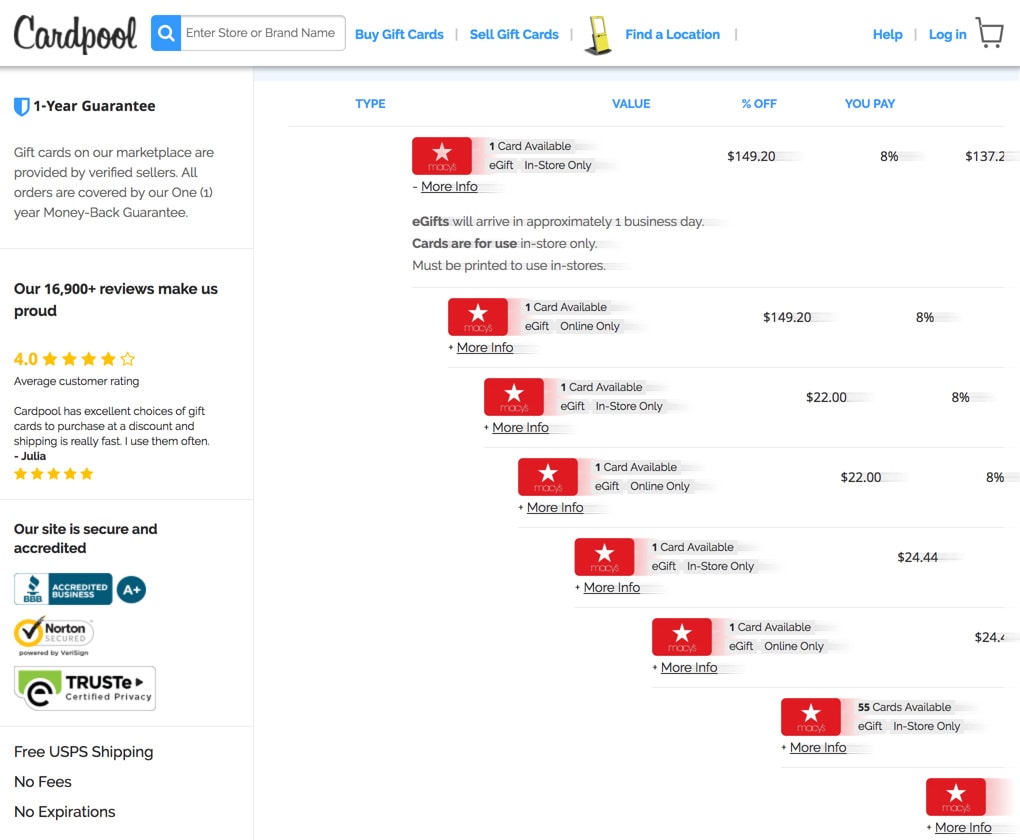 Cardpool
Enter Store or Brand Name
Buy Gift Cards | Sell Gift Cards | Find a Location |
Help | Log in
1-Year Guarantee
Gift cards on our marketplace are
provided by verified sellers. All
orders are covered by our One (1)
year Money-Back Guarantee.
Our 16,900+ reviews make us
proud
4.0
Average customer rating
Cardpool has excellent choices of gift
cards to purchase at a discount and
shipping is really fast. I use them often.
- Julia
Our site is secure and
accredited
BBB ACCREDITED BUSINESS A+
Norton
SECURED
powered by VeriSign
TRUSTe
Certified Privacy
Free USPS Shipping
No Fees
No Expirations
TYPE VALUE % OFF YOU PAY
macy's
1 Card Available
eGift In-Store Only
$149.20 8% $137.2
- More Info
eGifts will arrive in approximately 1 business day.
Cards are for use in-store only.
Must be printed to use in-stores.
macy's
1 Card Available
eGift Online Only
$149.20 8%
+ More Info
macy's
1 Card Available
eGift In-Store Only
$22.00 8%
+ More Info
macy's
1 Card Available
eGift Online Only
$22.00 8%
+ More Info
macy's
1 Card Available
eGift In-Store Only
$24.44
+ More Info
macy's
1 Card Available
eGift Online Only
$24.4
+ More Info
macy's
55 Cards Available
eGift In-Store Only
+ More Info
macy's
+ More Info